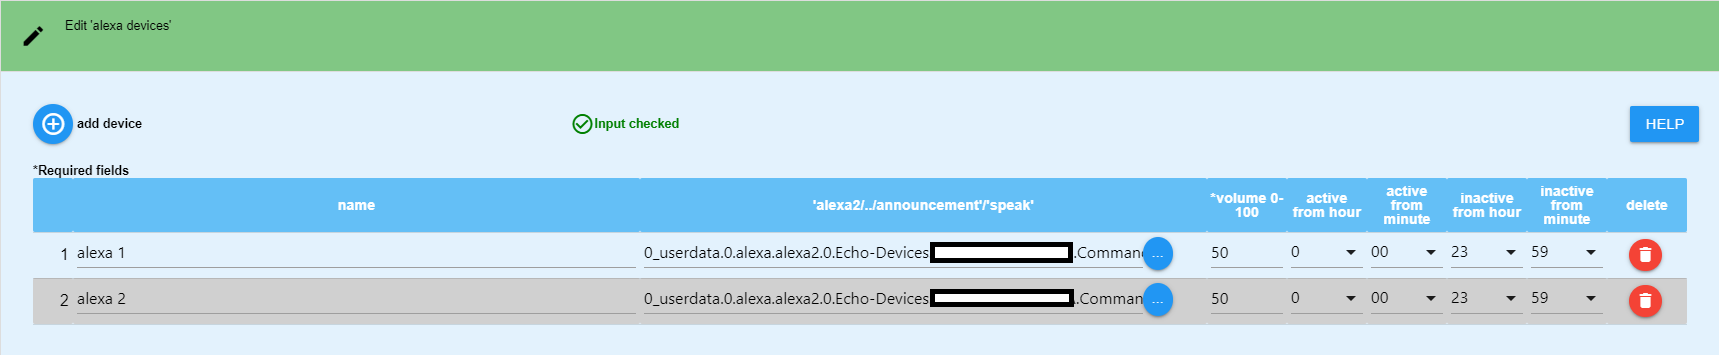 Edit 'alexa devices'
add device
Input checked
HELP
*Required fields
name
'alexa2/../announcement'/'speak'
*volume 0-
100
active
from hour
active
from
minute
inactive
from hour
inactive
from
minute
delete
1 alexa 1 0_userdata.0.alexa.alexa2.0.Echo-Devices .Comman ... 50 0 00 23 59
2 alexa 2 0_userdata.0.alexa.alexa2.0.Echo-Devices .Comman ... 50 0 00 23 59